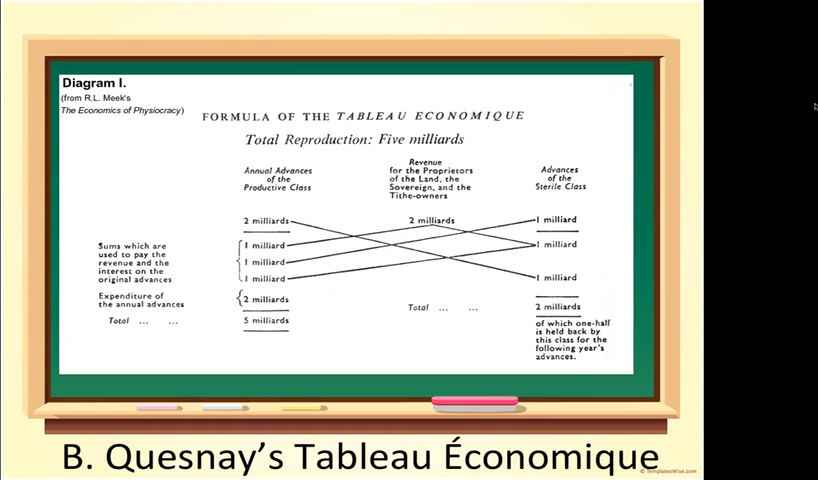 Diagram I.
(from R.L. Meek's
The Economics of Physiocracy)
FORMULA OF THE TABLEAU ECONOMIQUE
Total Reproduction: Five milliards
Annual Advances
of the
Productive Class
Revenue
for the Proprietors
of the Land, the
Sovereign, and the
Tithe-owners
Advances
of the
Sterile Class
2 milliards
2 milliards
1 milliard
Sums which are
used to pay the
revenue and the
interest on the
original advances
1 milliard
1 milliard
1 milliard
1 milliard
1 milliard
Expenditure of
the annual advances
2 milliards
Total ... ...
5 milliards
Total ... ...
2 milliards
of which one-half
is held back by
this class for the
following year's
advances.
B. Quesnay's Tableau Économique
© TemplatesWise.com